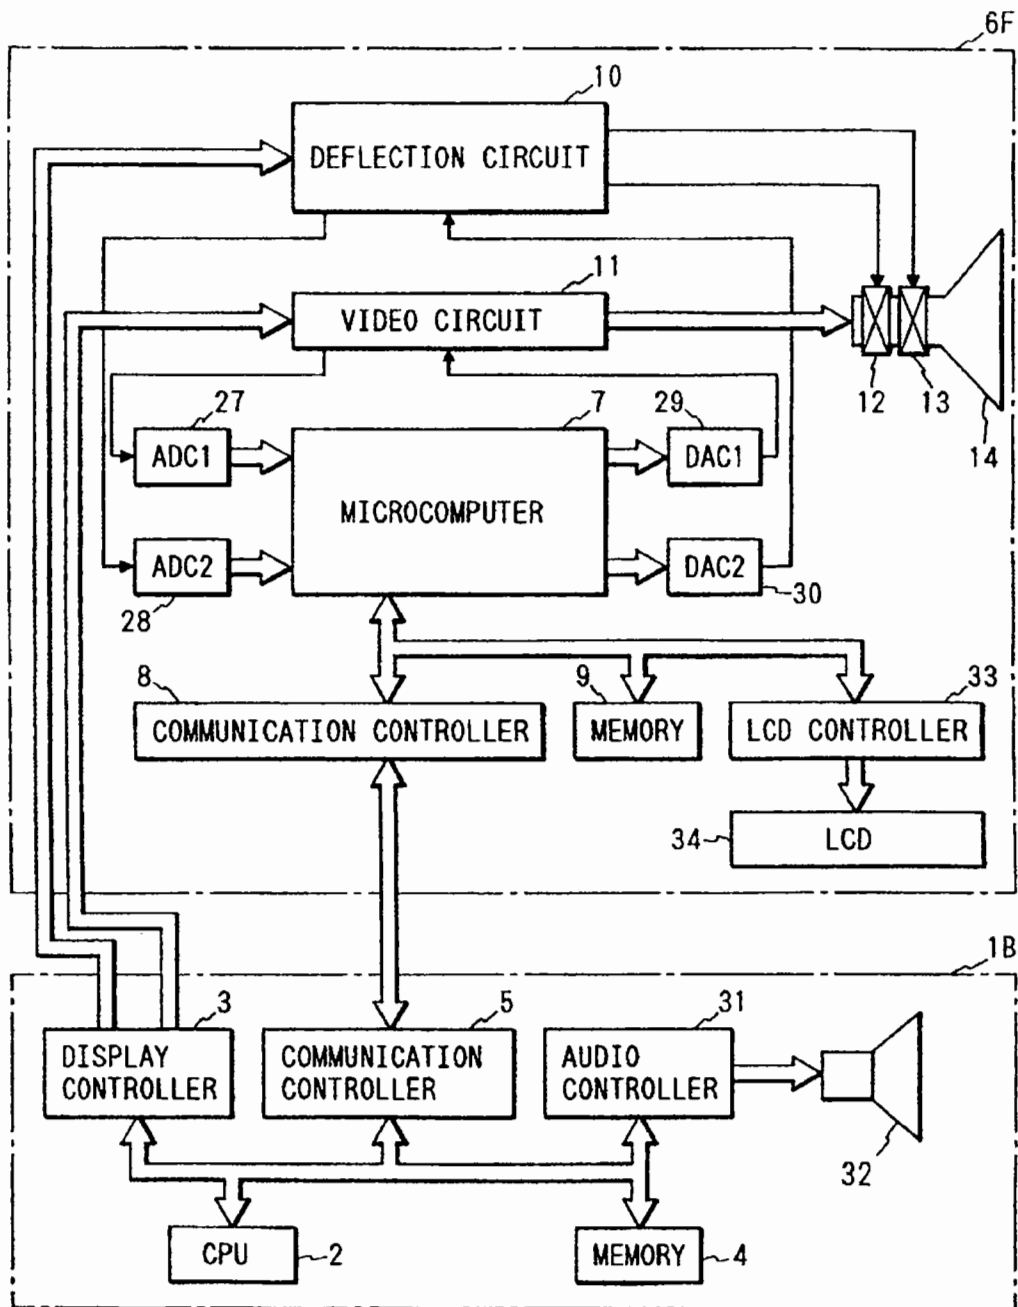 6F
10
DEFLECTION CIRCUIT
11
VIDEO CIRCUIT
12
13
14
27
ADC1
7
MICROCOMPUTER
29
DAC1
ADC2
28
DAC2
30
8
COMMUNICATION CONTROLLER
9
MEMORY
33
LCD CONTROLLER
34
LCD
1B
3
DISPLAY
CONTROLLER
5
COMMUNICATION
CONTROLLER
31
AUDIO
CONTROLLER
32
CPU
2
MEMORY
4